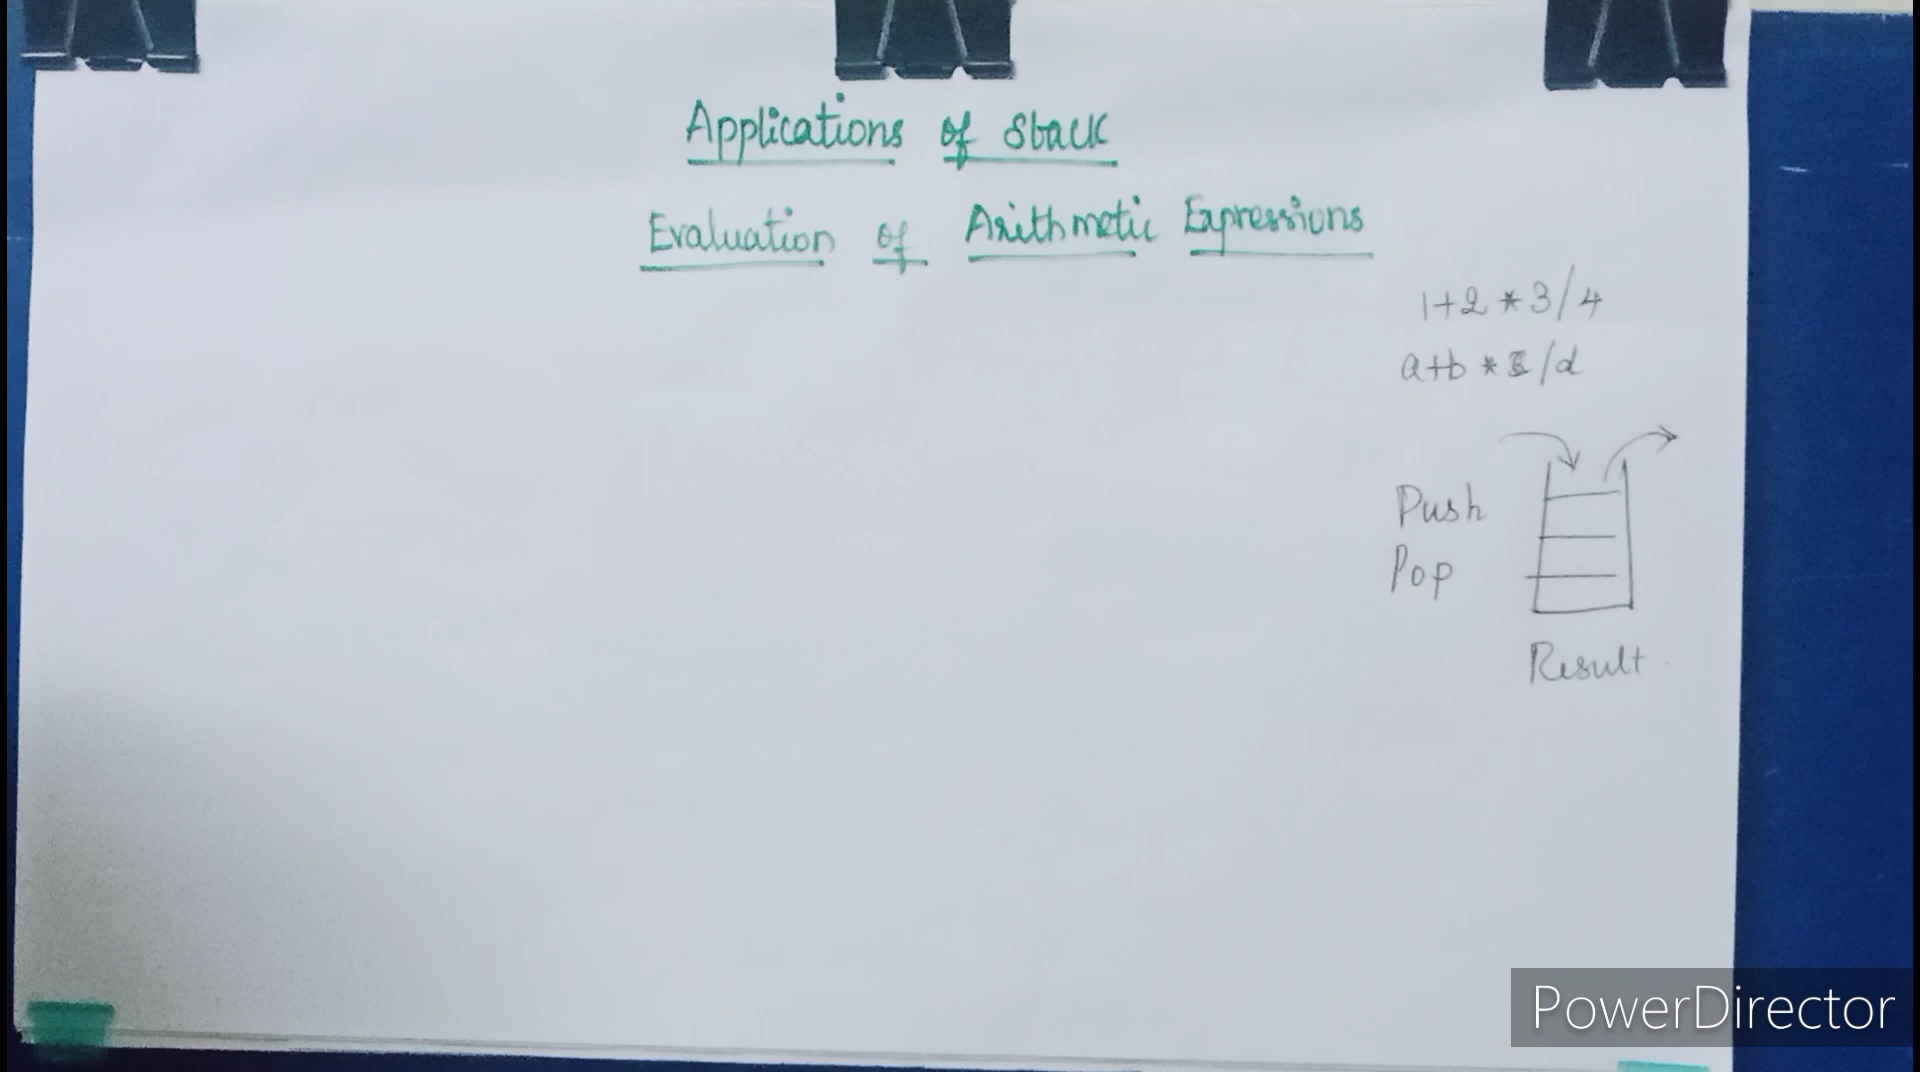 Applications of Stack
Evaluation of Arithmetic Expressions
1+2*3/4
a+b*c/d
Push
Pop
Result
PowerDirector